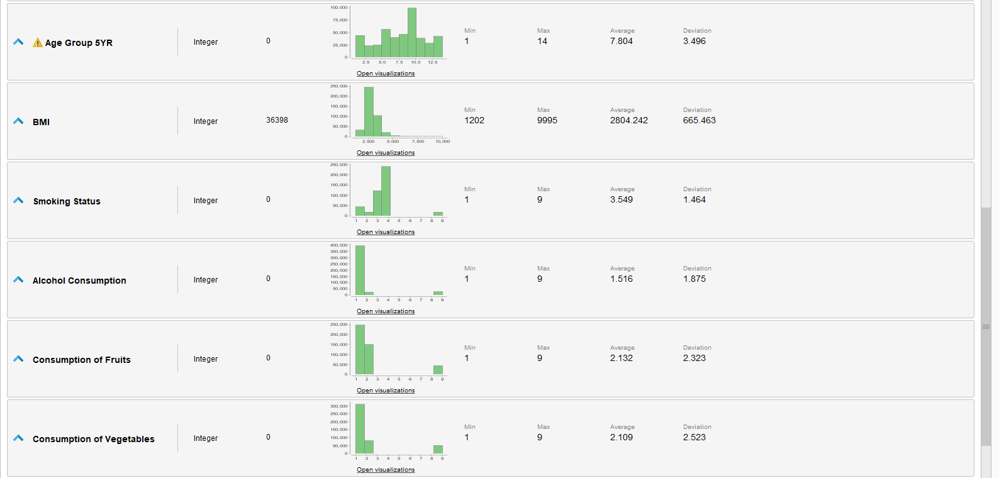 Age Group 5YR
Integer
0
100,000
75,000
50,000
25,000
0
2.5 5.0 7.5 10.0 12.5
Open visualizations
Min Max Average Deviation
1 14 7.804 3.496
BMI
Integer
36398
250,000
200,000
150,000
100,000
50,000
0
2,500 5,000 7,500 10,000
Open visualizations
Min Max Average Deviation
1202 9995 2804.242 665.463
Smoking Status
Integer
0
250,000
200,000
150,000
100,000
50,000
0
1 2 3 4 5 6 7 8 9
Open visualizations
Min Max Average Deviation
1 9 3.549 1.464
Alcohol Consumption
Integer
0
400,000
350,000
300,000
250,000
200,000
150,000
100,000
50,000
0
1 2 3 4 5 6 7 8 9
Open visualizations
Min Max Average Deviation
1 9 1.516 1.875
Consumption of Fruits
Integer
0
250,000
200,000
150,000
100,000
50,000
0
1 2 3 4 5 6 7 8 9
Open visualizations
Min Max Average Deviation
1 9 2.132 2.323
Consumption of Vegetables
Integer
0
300,000
250,000
200,000
150,000
100,000
50,000
0
1 2 3 4 5 6 7 8 9
Open visualizations
Min Max Average Deviation
1 9 2.109 2.523